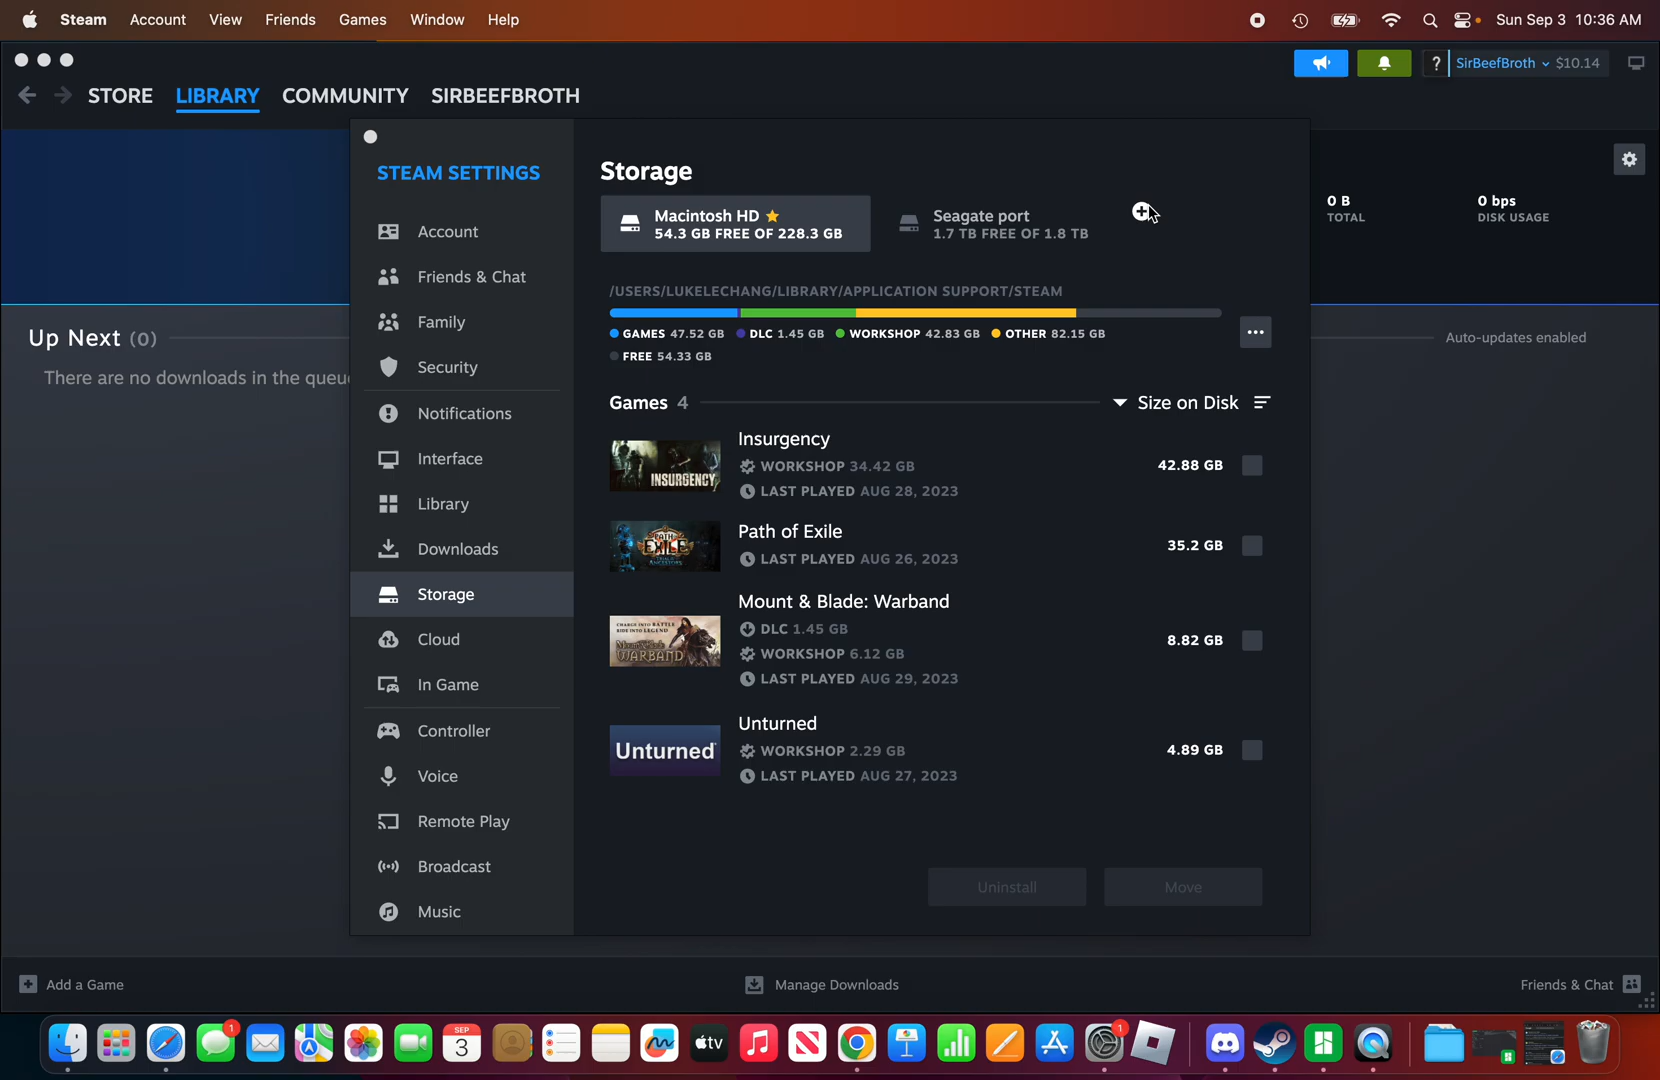 Steam Account View Friends Games Window Help Sun Sep 3 10:36 AM
? SirBeefBroth $10.14
STORE LIBRARY COMMUNITY SIRBEEFBROTH
STEAM SETTINGS
Account
Friends & Chat
Family
Security
Notifications
Interface
Library
Downloads
Storage
Cloud
In Game
Controller
Voice
Remote Play
Broadcast
Music
Storage
Macintosh HD
54.3 GB FREE OF 228.3 GB
Seagate port
1.7 TB FREE OF 1.8 TB
/USERS/LUKELECHANG/LIBRARY/APPLICATION SUPPORT/STEAM
GAMES 47.52 GB DLC 1.45 GB WORKSHOP 42.83 GB OTHER 82.15 GB
FREE 54.33 GB
Games 4 Size on Disk
INSURGENCY
Insurgency
WORKSHOP 34.42 GB
LAST PLAYED AUG 28, 2023
42.88 GB
Path of Exile
LAST PLAYED AUG 26, 2023
35.2 GB
WARBAND
Mount & Blade: Warband
DLC 1.45 GB
WORKSHOP 6.12 GB
LAST PLAYED AUG 29, 2023
8.82 GB
Unturned
Unturned
WORKSHOP 2.29 GB
LAST PLAYED AUG 27, 2023
4.89 GB
Uninstall Move
0 B
TOTAL
0 bps
DISK USAGE
Up Next (0)
There are no downloads in the queu
Auto-updates enabled
Add a Game Manage Downloads Friends & Chat
1
SEP
3
tv
1